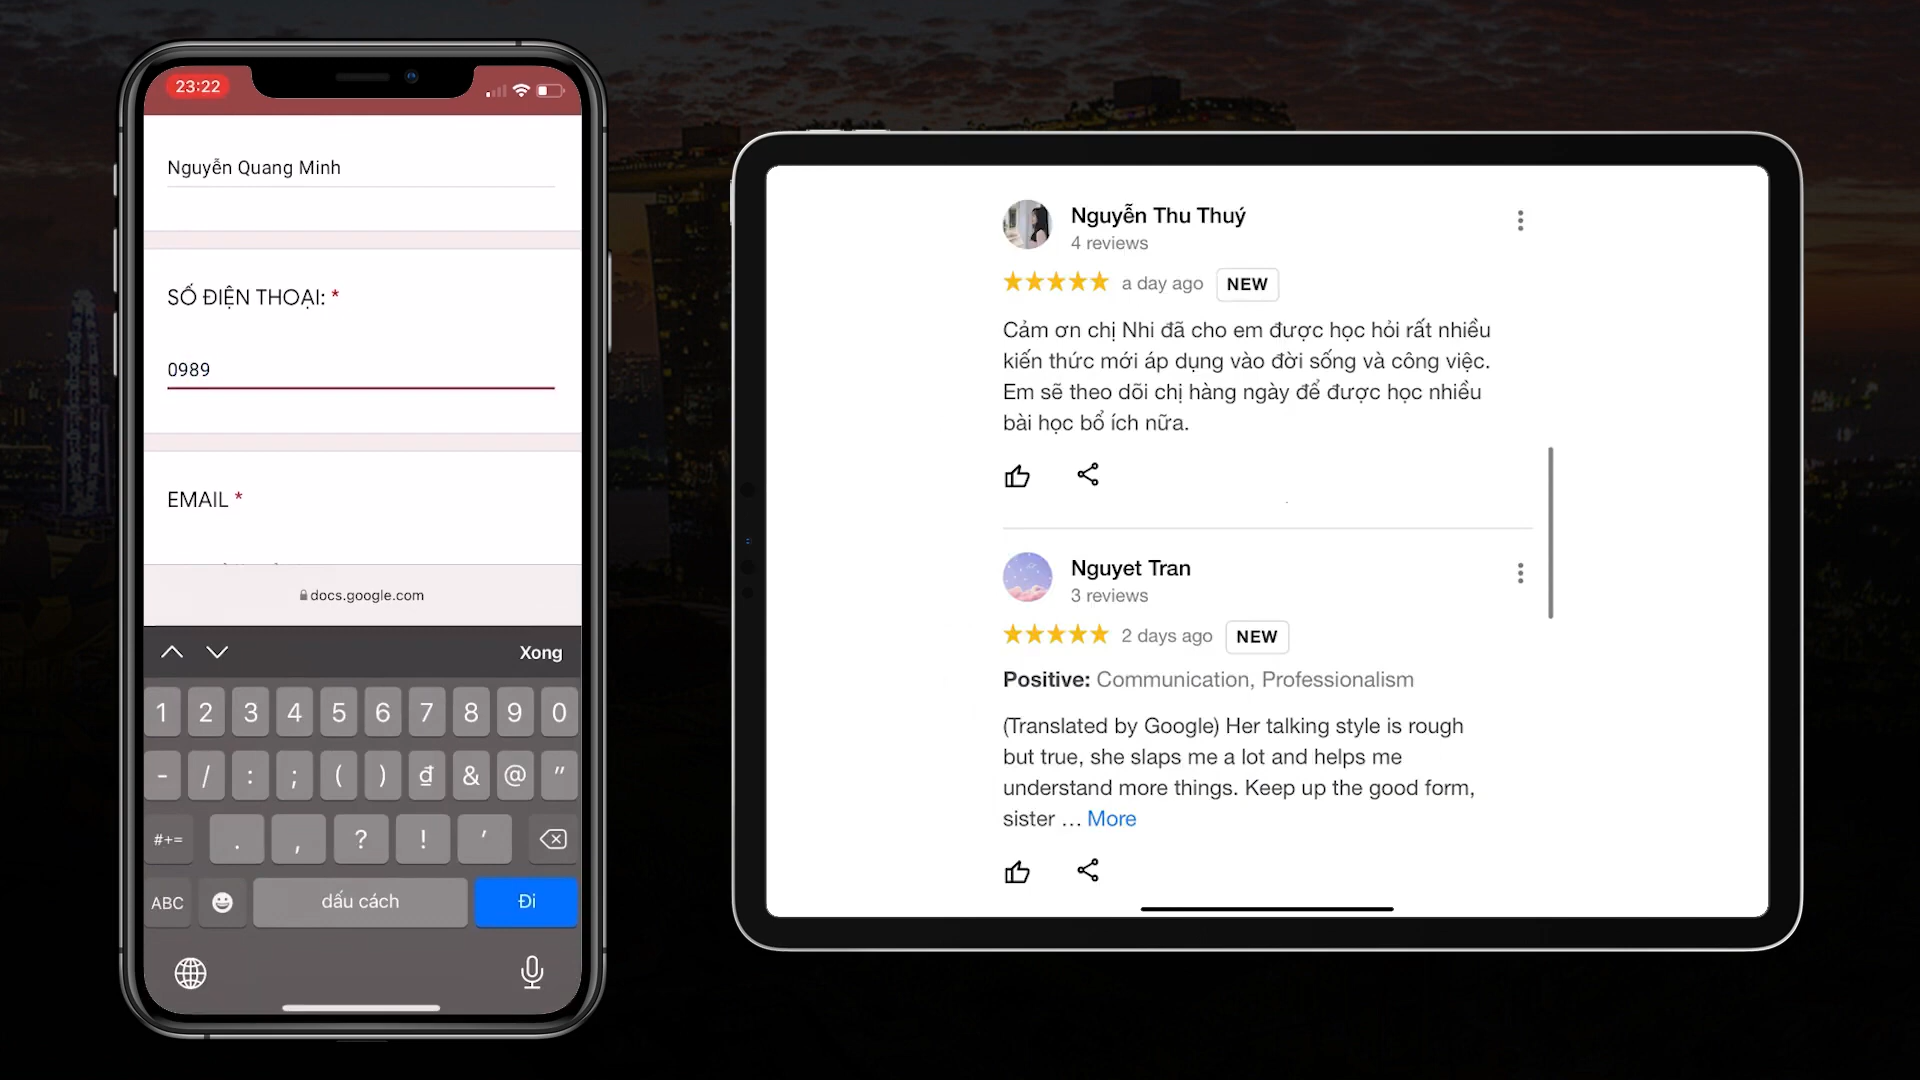 23:22
Nguyễn Quang Minh
SỐ ĐIỆN THOẠI: *
0989
EMAIL *
docs.google.com
Xong
1 2 3 4 5 6 7 8 9 0
- / : ; ( ) ₫ & @ "
#+= . , ? ! '
ABC dấu cách Đi
Nguyễn Thu Thuý
4 reviews
a day ago NEW
Cảm ơn chị Nhi đã cho em được học hỏi rất nhiều
kiến thức mới áp dụng vào đời sống và công việc.
Em sẽ theo dõi chị hàng ngày để được học nhiều
bài học bổ ích nữa.
Nguyet Tran
3 reviews
2 days ago NEW
Positive: Communication, Professionalism
(Translated by Google) Her talking style is rough
but true, she slaps me a lot and helps me
understand more things. Keep up the good form,
sister … More